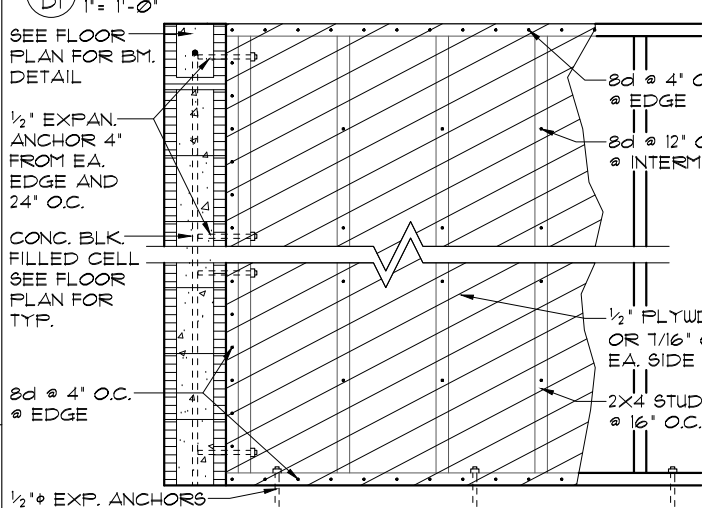 D1
1"= 1'-0"
SEE FLOOR
PLAN FOR BM.
DETAIL
1/2" EXPAN.
ANCHOR 4"
FROM EA.
EDGE AND
24" O.C.
CONC. BLK.
FILLED CELL
SEE FLOOR
PLAN FOR
TYP.
8d @ 4" O.C.
@ EDGE
1/2"ϕ EXP. ANCHORS
8d @ 4"
@ EDGE
8d @ 12"
@ INTERM
1/2" PLYWD
OR 7/16"
EA. SIDE
2X4 STUD
@ 16" O.C.